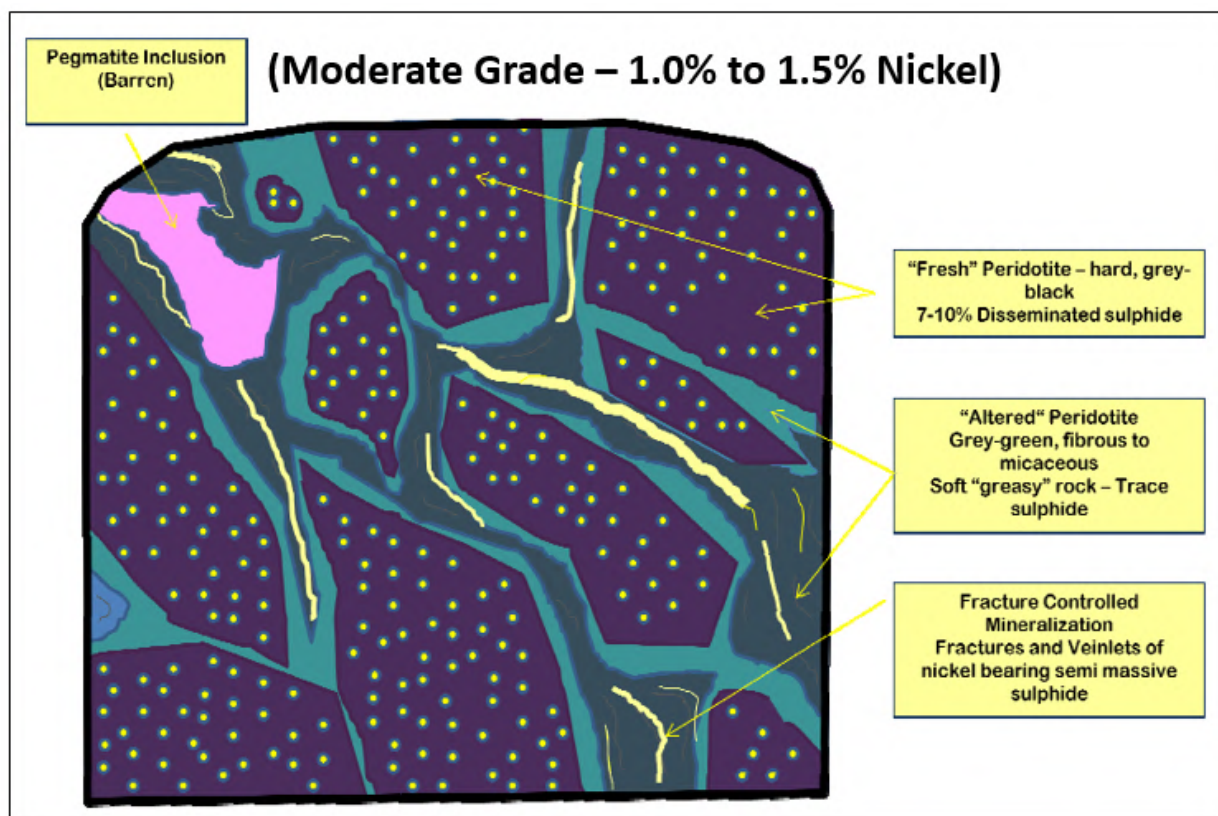 Pegmatite Inclusion
(Barren)
(Moderate Grade – 1.0% to 1.5% Nickel)
“Fresh” Peridotite – hard, grey-
black
7-10% Disseminated sulphide
“Altered“ Peridotite
Grey-green, fibrous to
micaceous
Soft “greasy” rock – Trace
sulphide
Fracture Controlled
Mineralization
Fractures and Veinlets of
nickel bearing semi massive
sulphide